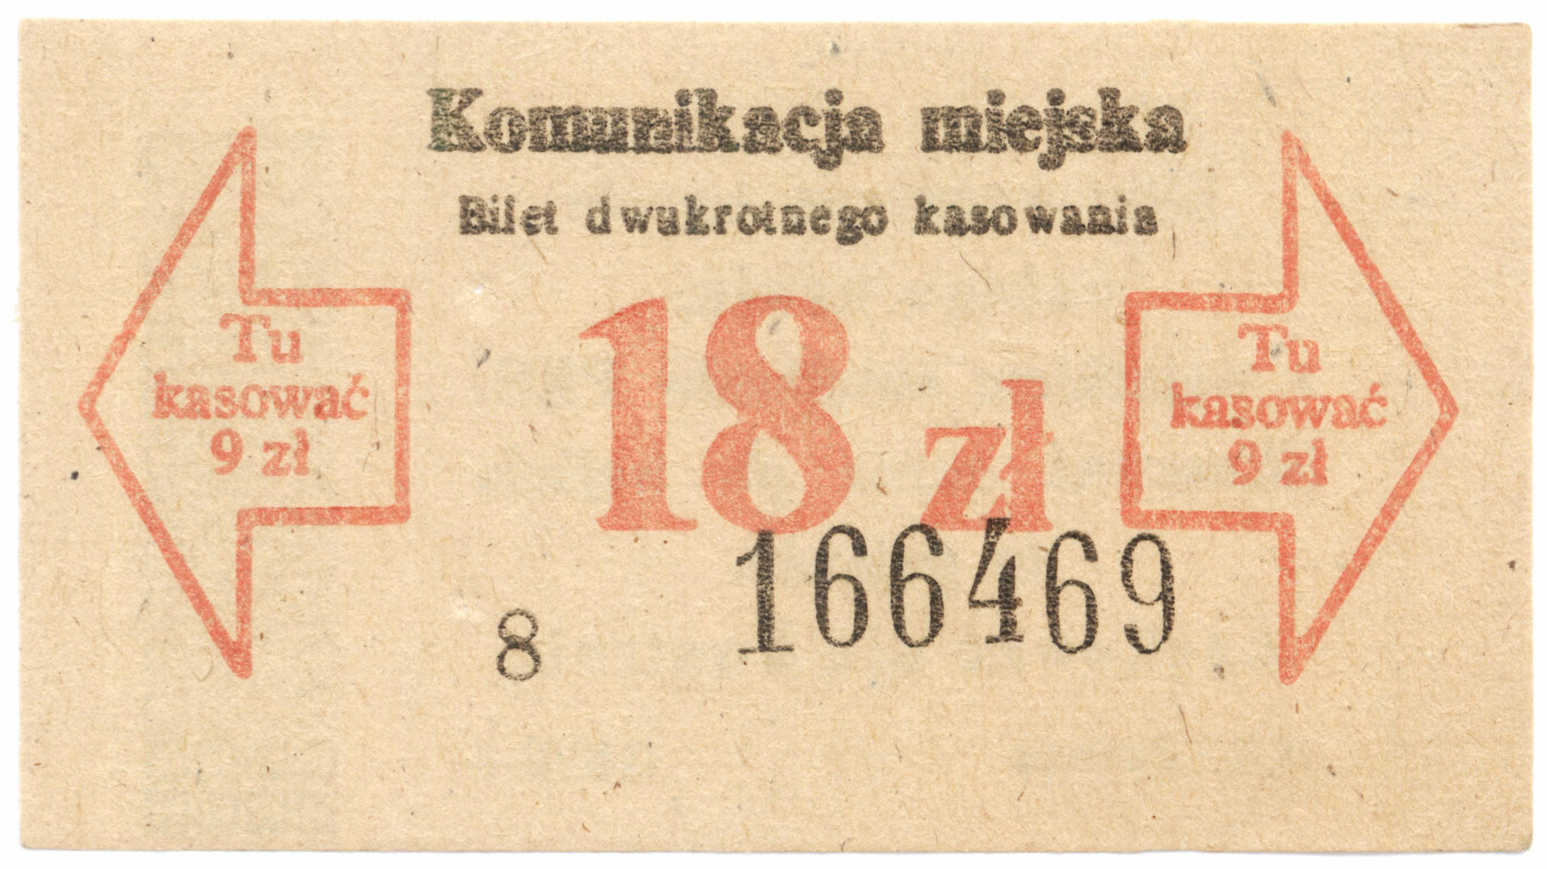 Komunikacja miejska
Bilet dwukrotnego kasowania
Tu
kasować
9 zł
18 zł
Tu
kasować
9 zł
8
166469